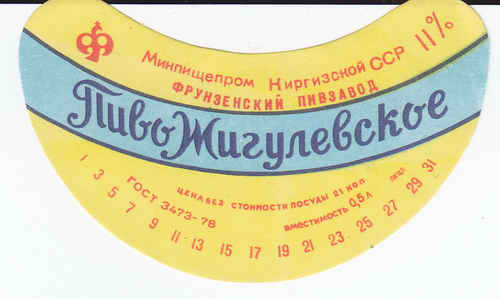 Минпищепром Киргизской ССР 11%
ФРУНЗЕНСКИЙ ПИВЗАВОД
Пиво Жигулевское
ЦЕНА БЕЗ СТОИМОСТИ ПОСУДЫ 21 КОП
ГОСТ 3473-78 вместимость 0,5л
1 3 5 7 9 11 13 15 17 19 21 23 25 27 29 31